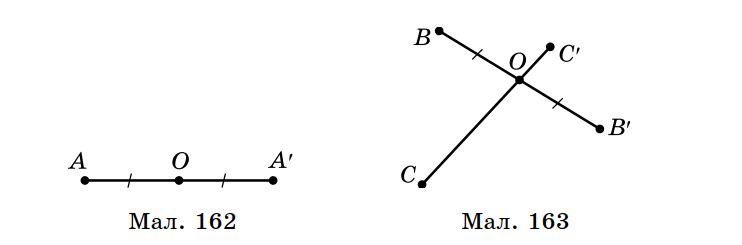 A O A′
Мал. 162
B O C′
B′
C
Мал. 163